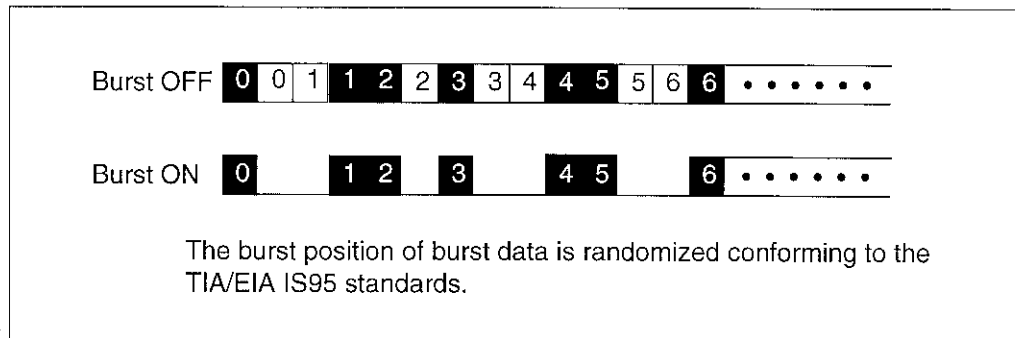 Burst OFF 0 0 1 1 2 2 3 3 4 4 5 5 6 6 • • • • • •
Burst ON 0 1 2 3 4 5 6 • • • • • •
The burst position of burst data is randomized conforming to the
TIA/EIA IS95 standards.